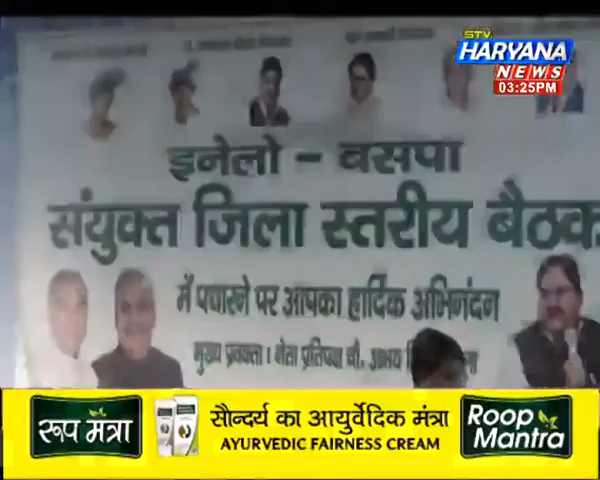 STV
HARYANA
NEWS
03:25PM
इनेलो - बसपा
संयुक्त जिला स्तरीय बैठक
में पधारने पर आपका हार्दिक अभिनंदन
मुख्य प्रवक्ता : नेता प्रतिपक्ष चौ. अभय
रूप मंत्रा
सौन्दर्य का आयुर्वेदिक मंत्रा
AYURVEDIC FAIRNESS CREAM
Roop
Mantra